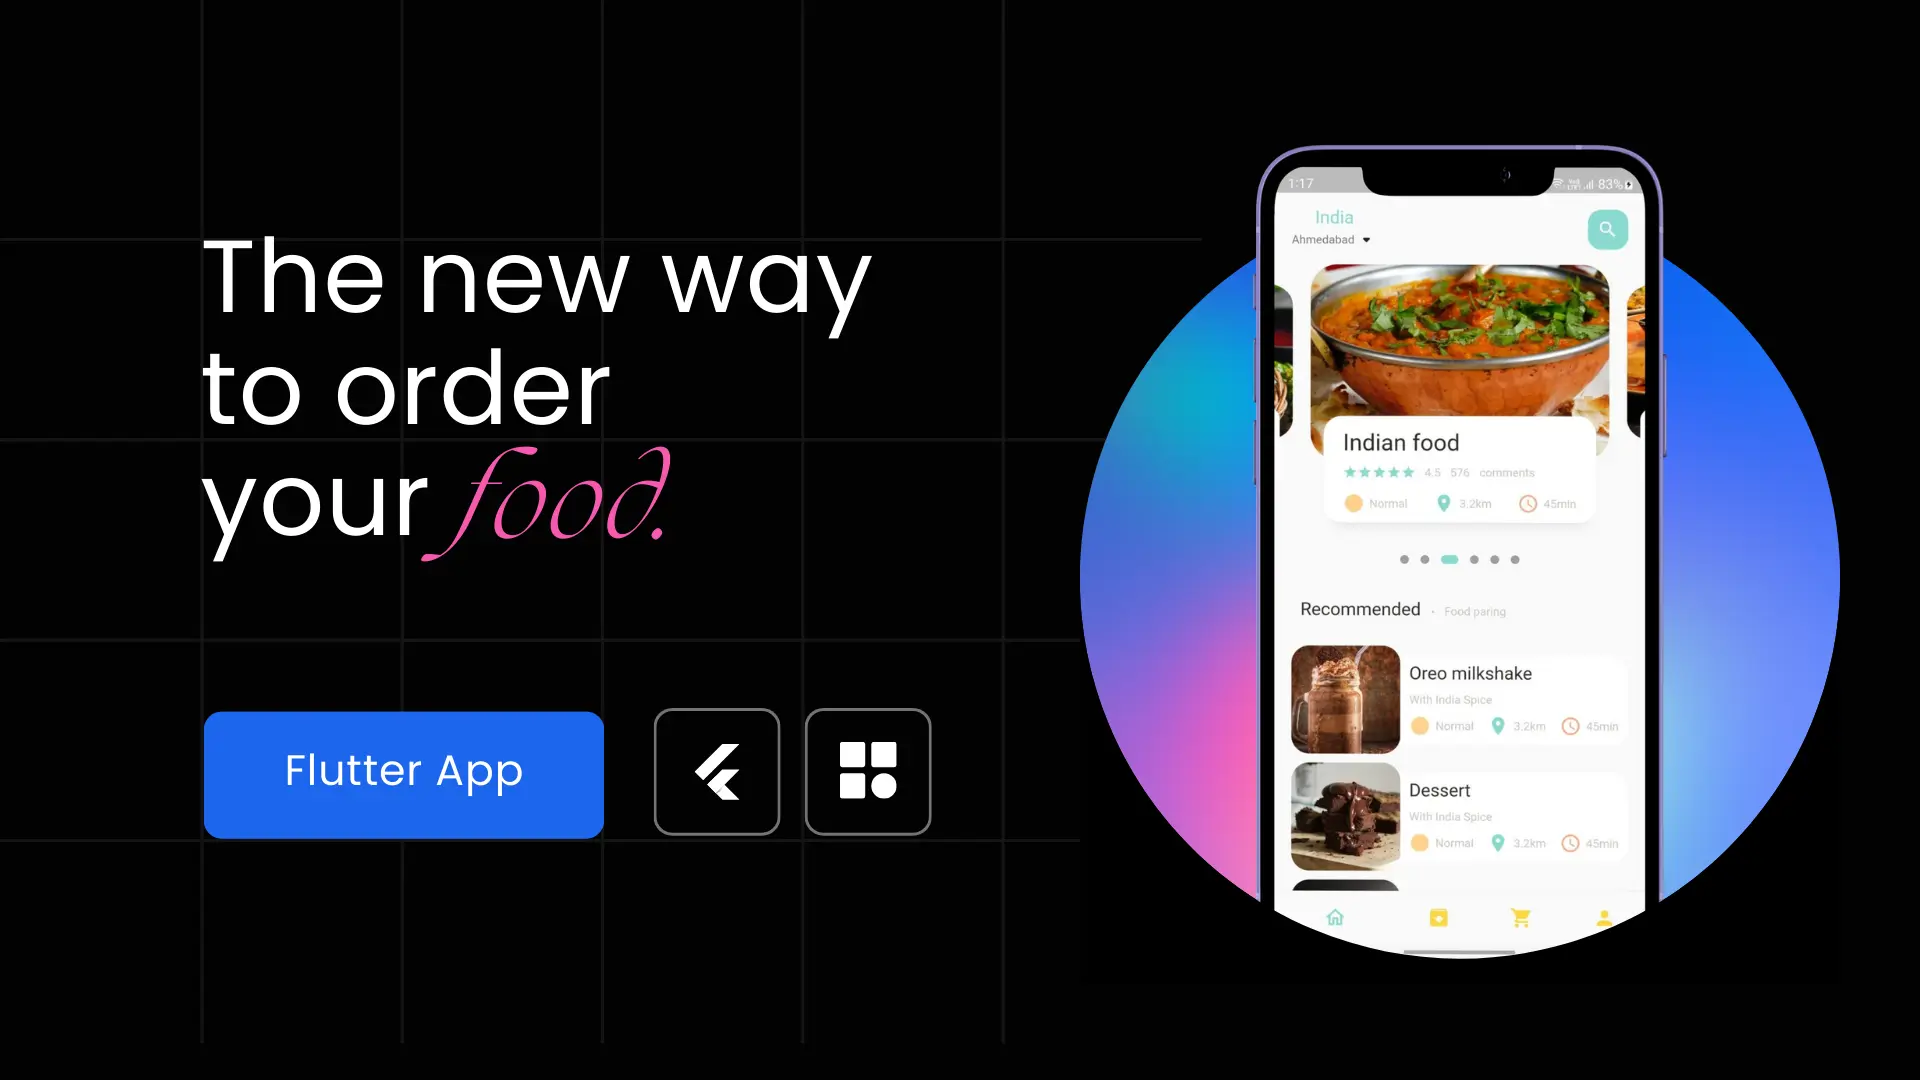 The new way
to order
your food.
Flutter App
1:17
83%
India
Ahmedabad
Indian food
4.5 576 comments
Normal 3.2km 45min
Recommended · Food paring
Oreo milkshake
With India Spice
Normal 3.2km 45min
Dessert
With India Spice
Normal 3.2km 45min